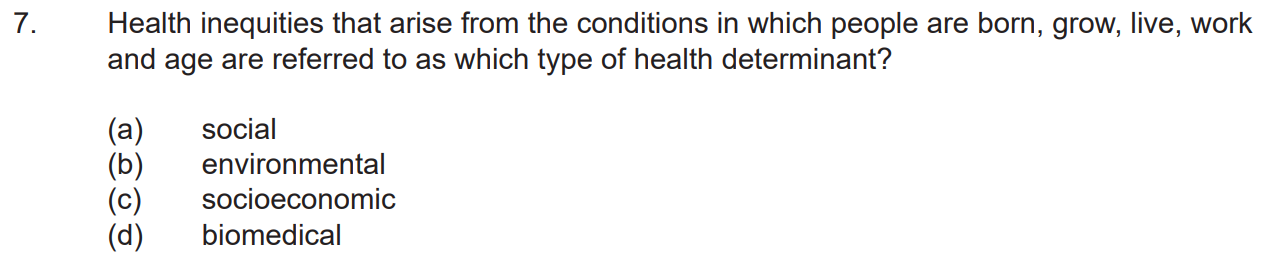 7. Health inequities that arise from the conditions in which people are born, grow, live, work
and age are referred to as which type of health determinant?
(a) social
(b) environmental
(c) socioeconomic
(d) biomedical